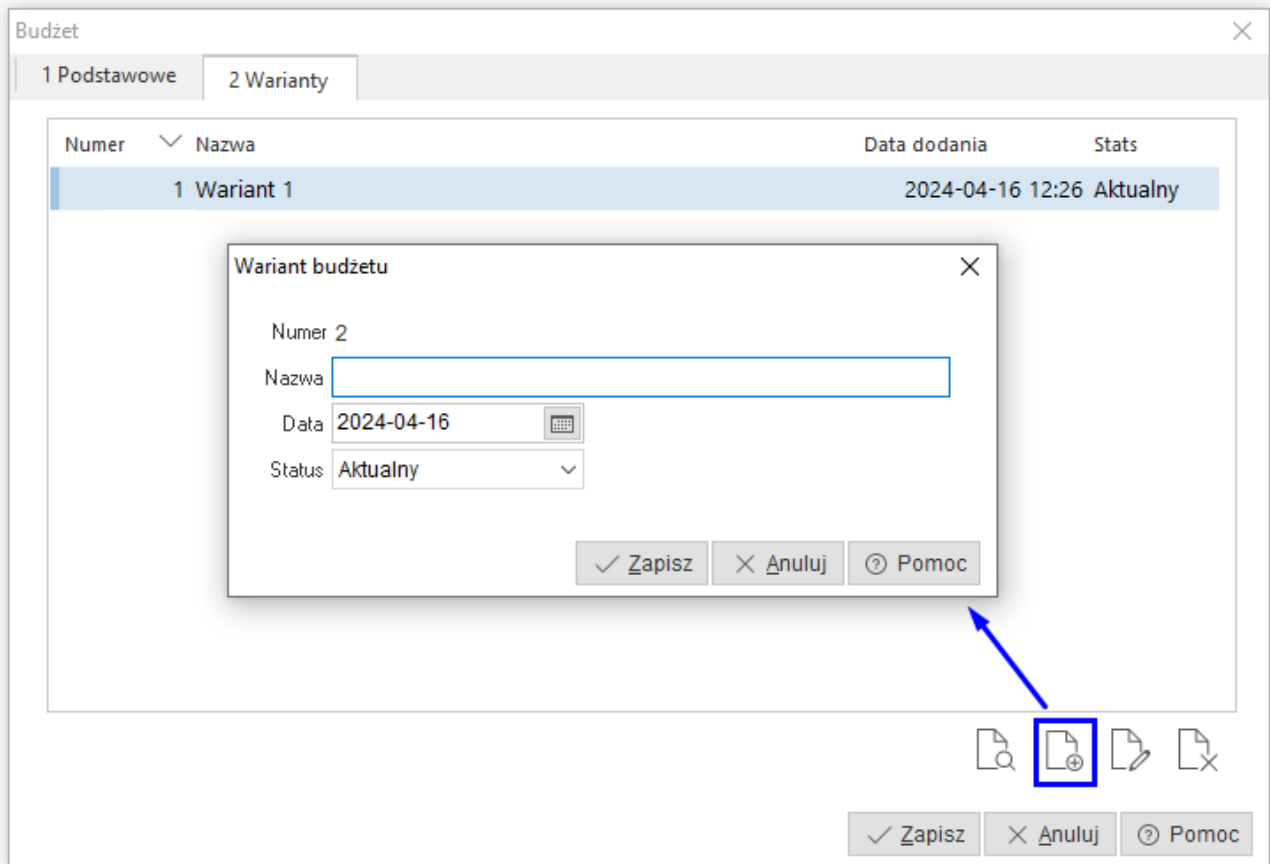 Budżet
1 Podstawowe 2 Warianty
Numer Nazwa Data dodania Stats
1 Wariant 1 2024-04-16 12:26 Aktualny
Wariant budżetu
Numer 2
Nazwa
Data 2024-04-16
Status Aktualny
Zapisz Anuluj Pomoc
Zapisz Anuluj Pomoc